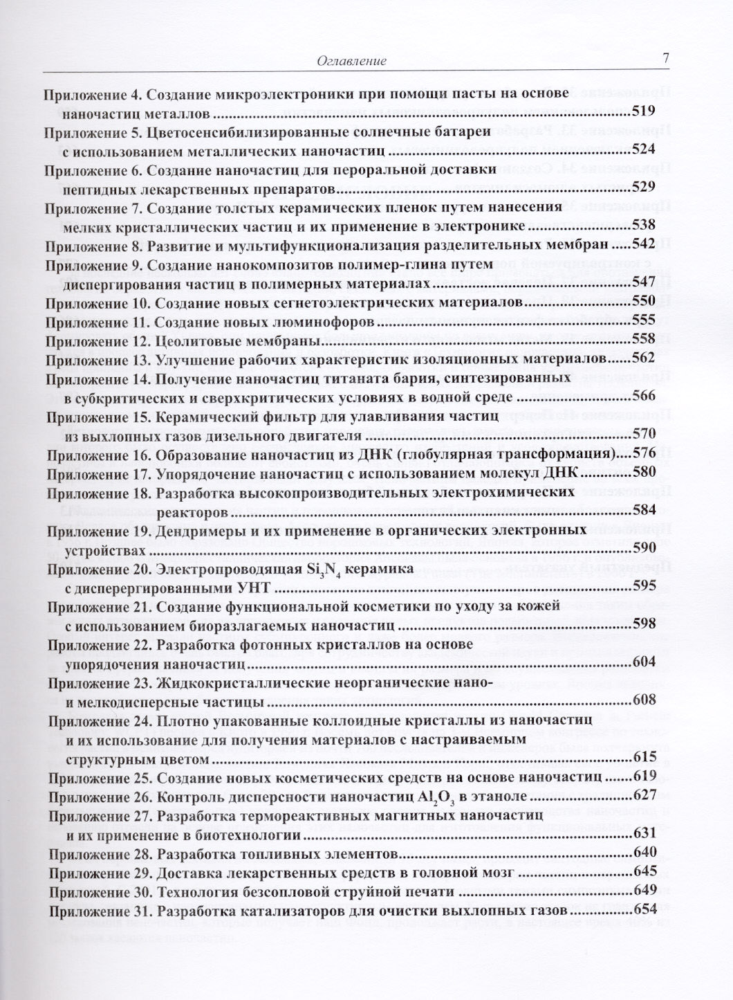 Оглавление 7
Приложение 4. Создание микроэлектроники при помощи пасты на основе
наночастиц металлов.....519
Приложение 5. Цветосенсибилизированные солнечные батареи
с использованием металлических наночастиц.....524
Приложение 6. Создание наночастиц для пероральной доставки
пептидных лекарственных препаратов.....529
Приложение 7. Создание толстых керамических пленок путем нанесения
мелких кристаллических частиц и их применение в электронике.....538
Приложение 8. Развитие и мультифункционализация разделительных мембран.....542
Приложение 9. Создание нанокомпозитов полимер-глина путем
диспергирования частиц в полимерных материалах.....547
Приложение 10. Создание новых сегнетоэлектрических материалов.....550
Приложение 11. Создание новых люминофоров.....555
Приложение 12. Цеолитовые мембраны.....558
Приложение 13. Улучшение рабочих характеристик изоляционных материалов.....562
Приложение 14. Получение наночастиц титаната бария, синтезированных
в субкритических и сверхкритических условиях в водной среде.....566
Приложение 15. Керамический фильтр для улавливания частиц
из выхлопных газов дизельного двигателя.....570
Приложение 16. Образование наночастиц из ДНК (глобулярная трансформация)....576
Приложение 17. Упорядочение наночастиц с использованием молекул ДНК.....580
Приложение 18. Разработка высокопроизводительных электрохимических
реакторов.....584
Приложение 19. Дендримеры и их применение в органических электронных
устройствах.....590
Приложение 20. Электропроводящая Si₃N₄ керамика
с дисперергированными УНТ.....595
Приложение 21. Создание функциональной косметики по уходу за кожей
с использованием биоразлагаемых наночастиц.....598
Приложение 22. Разработка фотонных кристаллов на основе
упорядочения наночастиц.....604
Приложение 23. Жидкокристаллические неорганические нано-
и мелкодисперсные частицы.....608
Приложение 24. Плотно упакованные коллоидные кристаллы из наночастиц
и их использование для получения материалов с настраиваемым
структурным цветом.....615
Приложение 25. Создание новых косметических средств на основе наночастиц.....619
Приложение 26. Контроль дисперсности наночастиц Al₂O₃ в этаноле.....627
Приложение 27. Разработка термореактивных магнитных наночастиц
и их применение в биотехнологии.....631
Приложение 28. Разработка топливных элементов.....640
Приложение 29. Доставка лекарственных средств в головной мозг.....645
Приложение 30. Технология безсопловой струйной печати.....649
Приложение 31. Разработка катализаторов для очистки выхлопных газов.....654